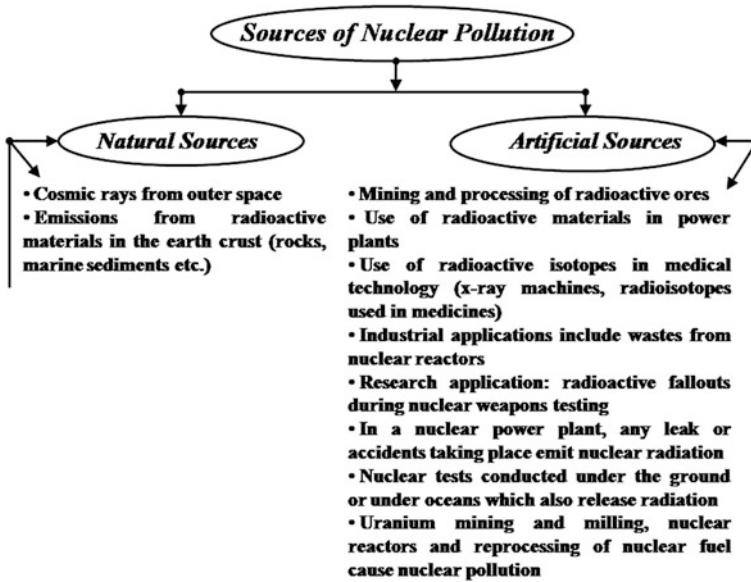 Sources of Nuclear Pollution
Natural Sources
• Cosmic rays from outer space
• Emissions from radioactive
materials in the earth crust (rocks,
marine sediments etc.)
Artificial Sources
• Mining and processing of radioactive ores
• Use of radioactive materials in power
plants
• Use of radioactive isotopes in medical
technology (x-ray machines, radioisotopes
used in medicines)
• Industrial applications include wastes from
nuclear reactors
• Research application: radioactive fallouts
during nuclear weapons testing
• In a nuclear power plant, any leak or
accidents taking place emit nuclear radiation
• Nuclear tests conducted under the ground
or under oceans which also release radiation
• Uranium mining and milling, nuclear
reactors and reprocessing of nuclear fuel
cause nuclear pollution